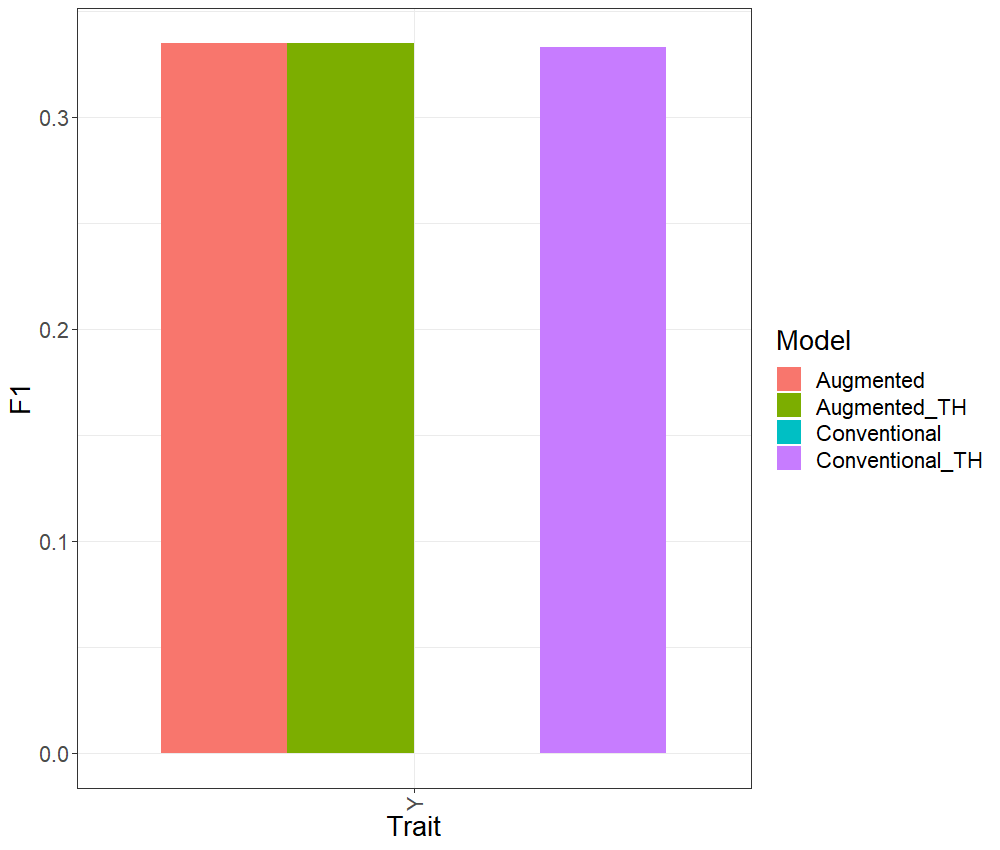 F1
0.3
0.2
0.1
0.0
Y
Trait
Model
Augmented
Augmented_TH
Conventional
Conventional_TH